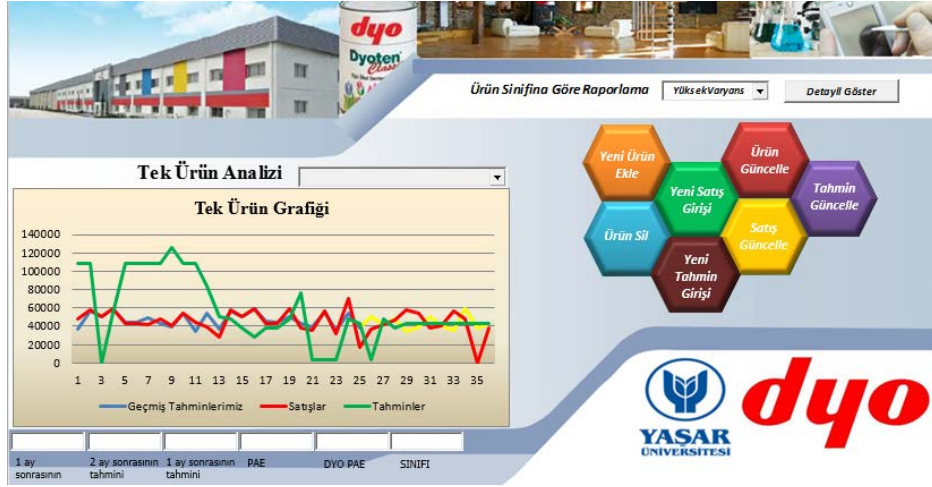 dyo
Dyoten
Classic
Ürün Sinifina Göre Raporlama
YüksekVaryans
Detayli Göster
Tek Ürün Analizi
Yeni Ürün
Ekle
Ürün
Güncelle
Yeni Satış
Girişi
Tahmin
Güncelle
Ürün Sil
Satış
Güncelle
Yeni
Tahmin
Girişi
Tek Ürün Grafiği
140000
120000
100000
80000
60000
40000
20000
0
1 3 5 7 9 11 13 15 17 19 21 23 25 27 29 31 33 35
Geçmiş Tahminlerimiz Satışlar Tahminler
1 ay
sonrasının
2 ay sonrasının
tahmini
1 ay sonrasının
tahmini
PAE
DYO PAE
SINIFI
YAŞAR
ÜNİVERSİTESİ
dyo